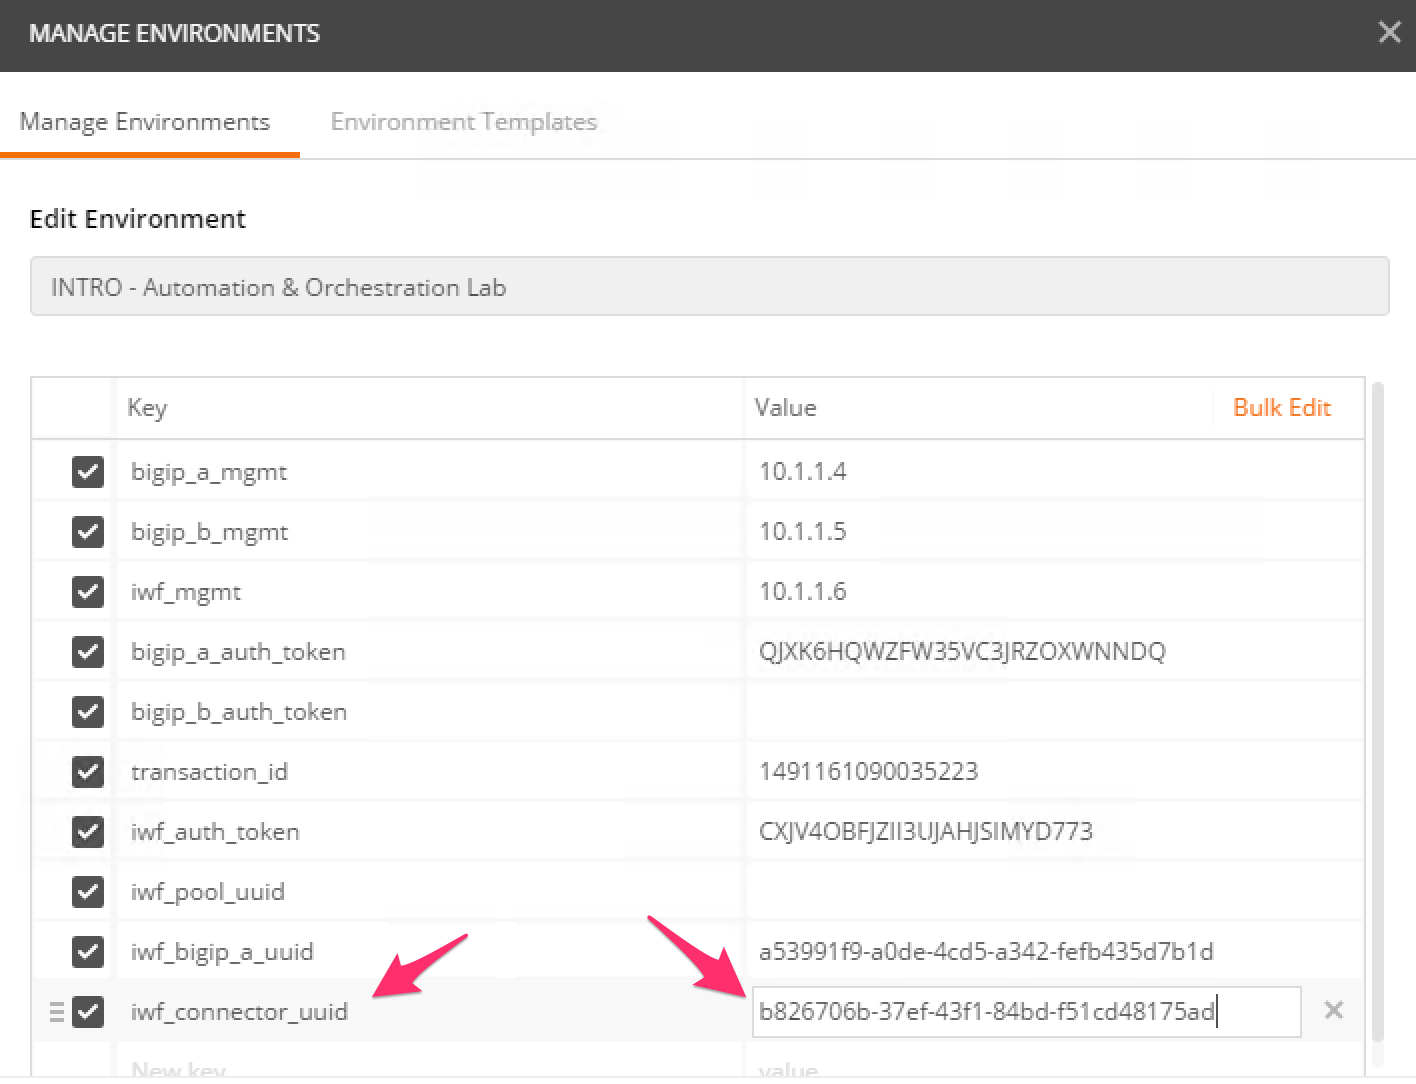 MANAGE ENVIRONMENTS
Manage Environments Environment Templates
Edit Environment
INTRO - Automation & Orchestration Lab
Key Value Bulk Edit
bigip_a_mgmt 10.1.1.4
bigip_b_mgmt 10.1.1.5
iwf_mgmt 10.1.1.6
bigip_a_auth_token QJXK6HQWZFW35VC3JRZOXWNNDQ
bigip_b_auth_token
transaction_id 1491161090035223
iwf_auth_token CXJV4OBFJZII3UJAHJSIMYD773
iwf_pool_uuid
iwf_bigip_a_uuid a53991f9-a0de-4cd5-a342-fefb435d7b1d
iwf_connector_uuid b826706b-37ef-43f1-84bd-f51cd48175ad
New key value